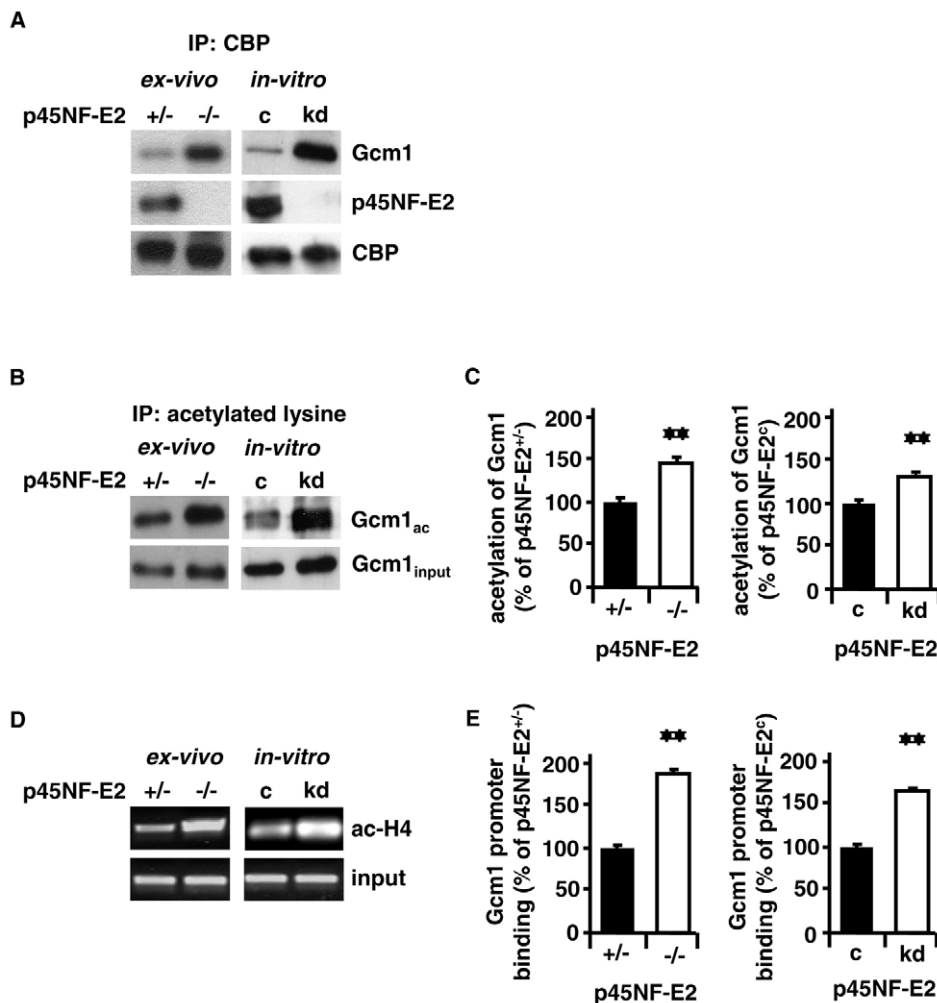 A
IP: CBP
ex-vivo in-vitro
p45NF-E2 +/- -/- c kd
Gcm1
p45NF-E2
CBP
B
IP: acetylated lysine
ex-vivo in-vitro
p45NF-E2 +/- -/- c kd
Gcm1ac
Gcm1input
C
acetylation of Gcm1
(% of p45NF-E2+/-)
200
150
100
50
0
**
+/- -/-
p45NF-E2
acetylation of Gcm1
(% of p45NF-E2c)
200
150
100
50
0
**
c kd
p45NF-E2
D
ex-vivo in-vitro
p45NF-E2 +/- -/- c kd
ac-H4
input
E
Gcm1 promoter
binding (% of p45NF-E2+/-)
200
150
100
50
0
**
+/- -/-
p45NF-E2
Gcm1 promoter
binding (% of p45NF-E2c)
200
150
100
50
0
**
c kd
p45NF-E2